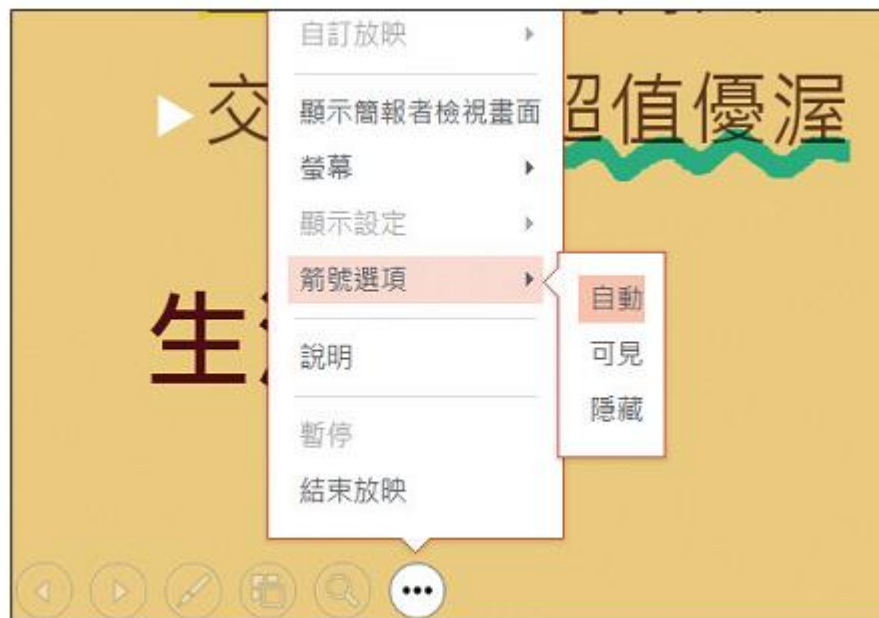 自訂放映
交
超值優渥
顯示簡報者檢視畫面
螢幕
顯示設定
箭號選項
自動
可見
隱藏
生
說明
暫停
結束放映